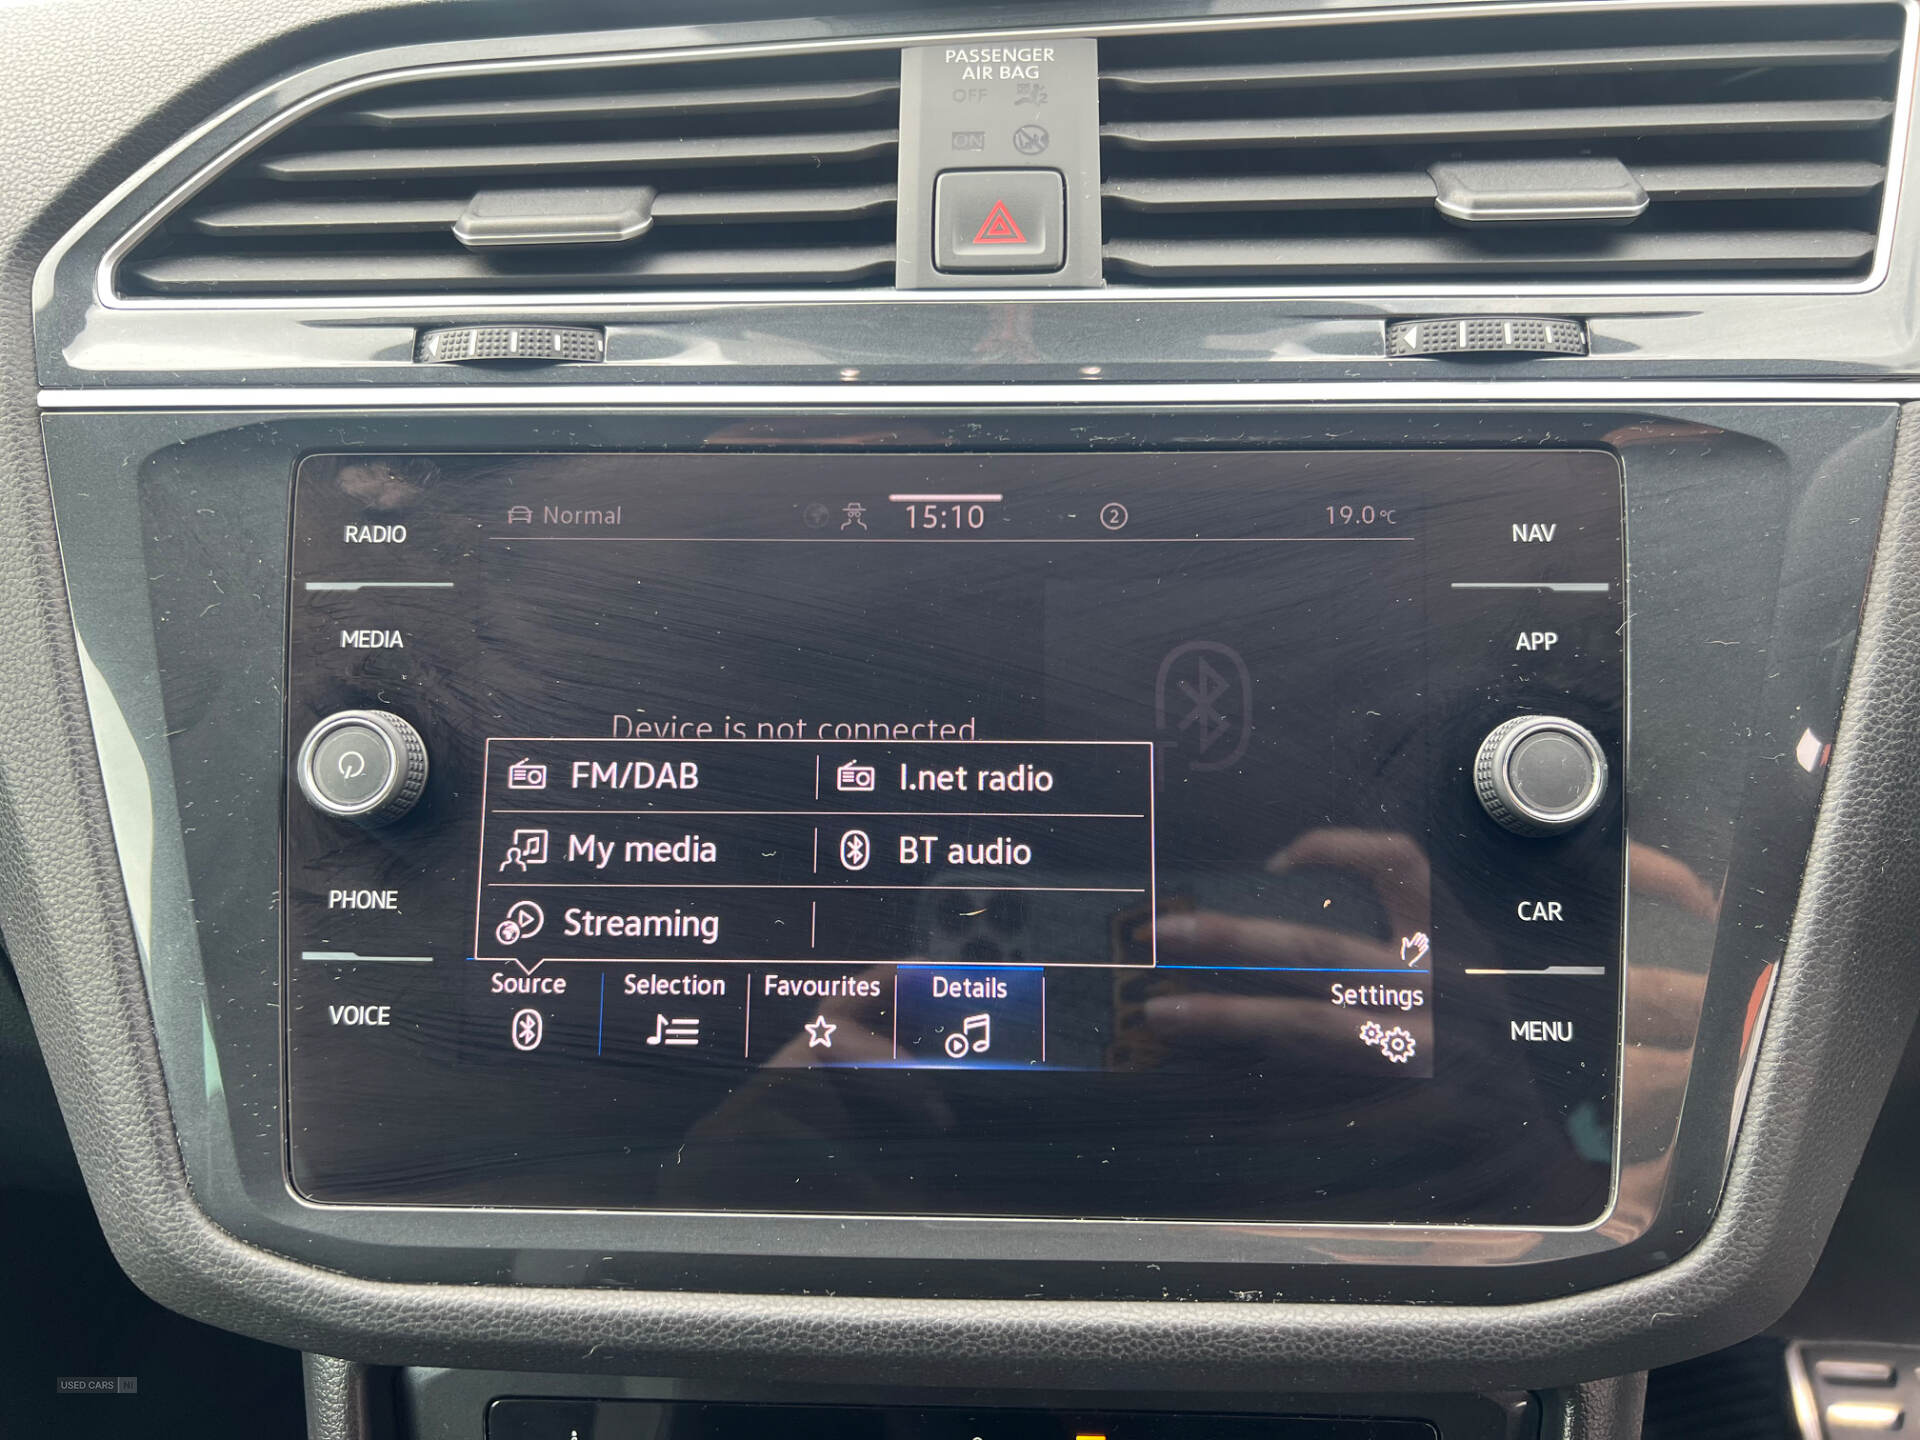 PASSENGER
AIR BAG
OFF
ON
Normal 15:10 2 19.0°C
RADIO
MEDIA
PHONE
VOICE
NAV
APP
CAR
MENU
Device is not connected.
FM/DAB I.net radio
My media BT audio
Streaming
Source Selection Favourites Details Settings
USED CARS NI